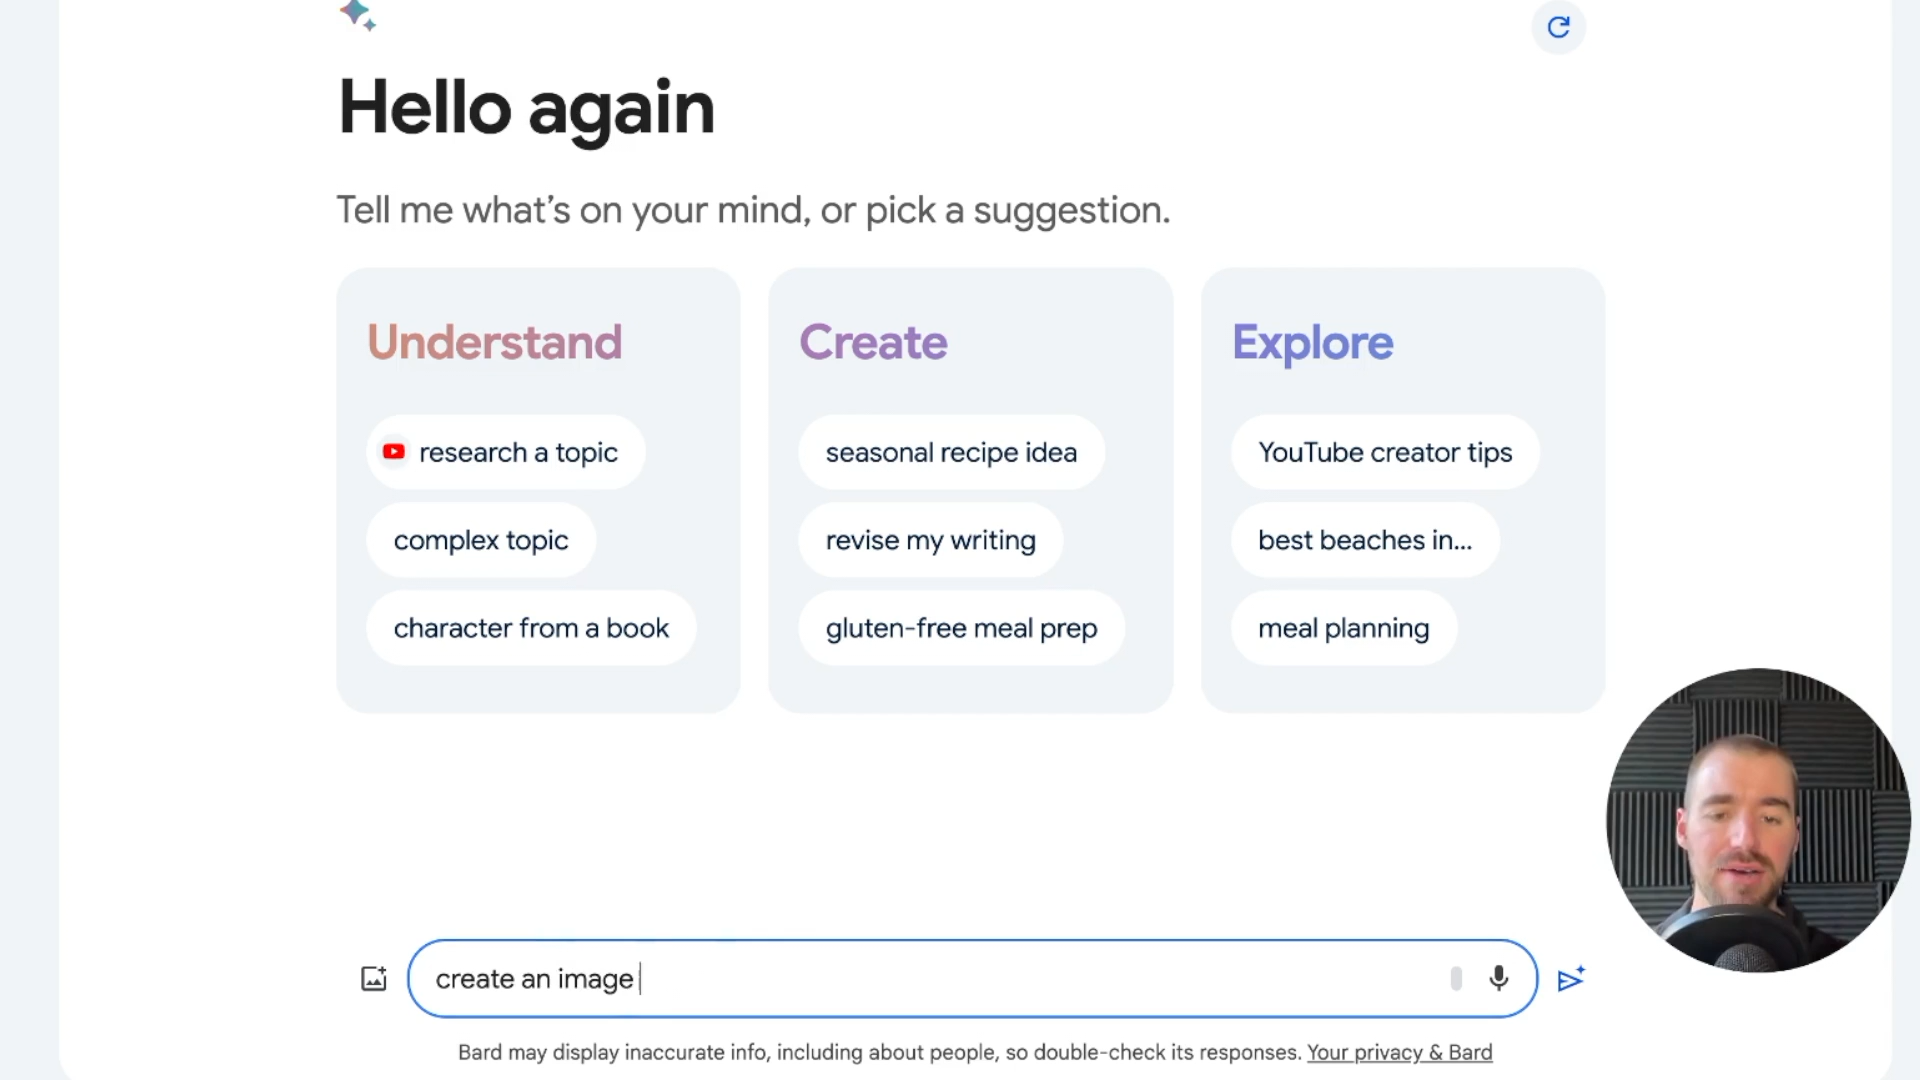 Hello again
Tell me what’s on your mind, or pick a suggestion.
Understand
research a topic
complex topic
character from a book
Create
seasonal recipe idea
revise my writing
gluten-free meal prep
Explore
YouTube creator tips
best beaches in...
meal planning
create an image
Bard may display inaccurate info, including about people, so double-check its responses. Your privacy & Bard